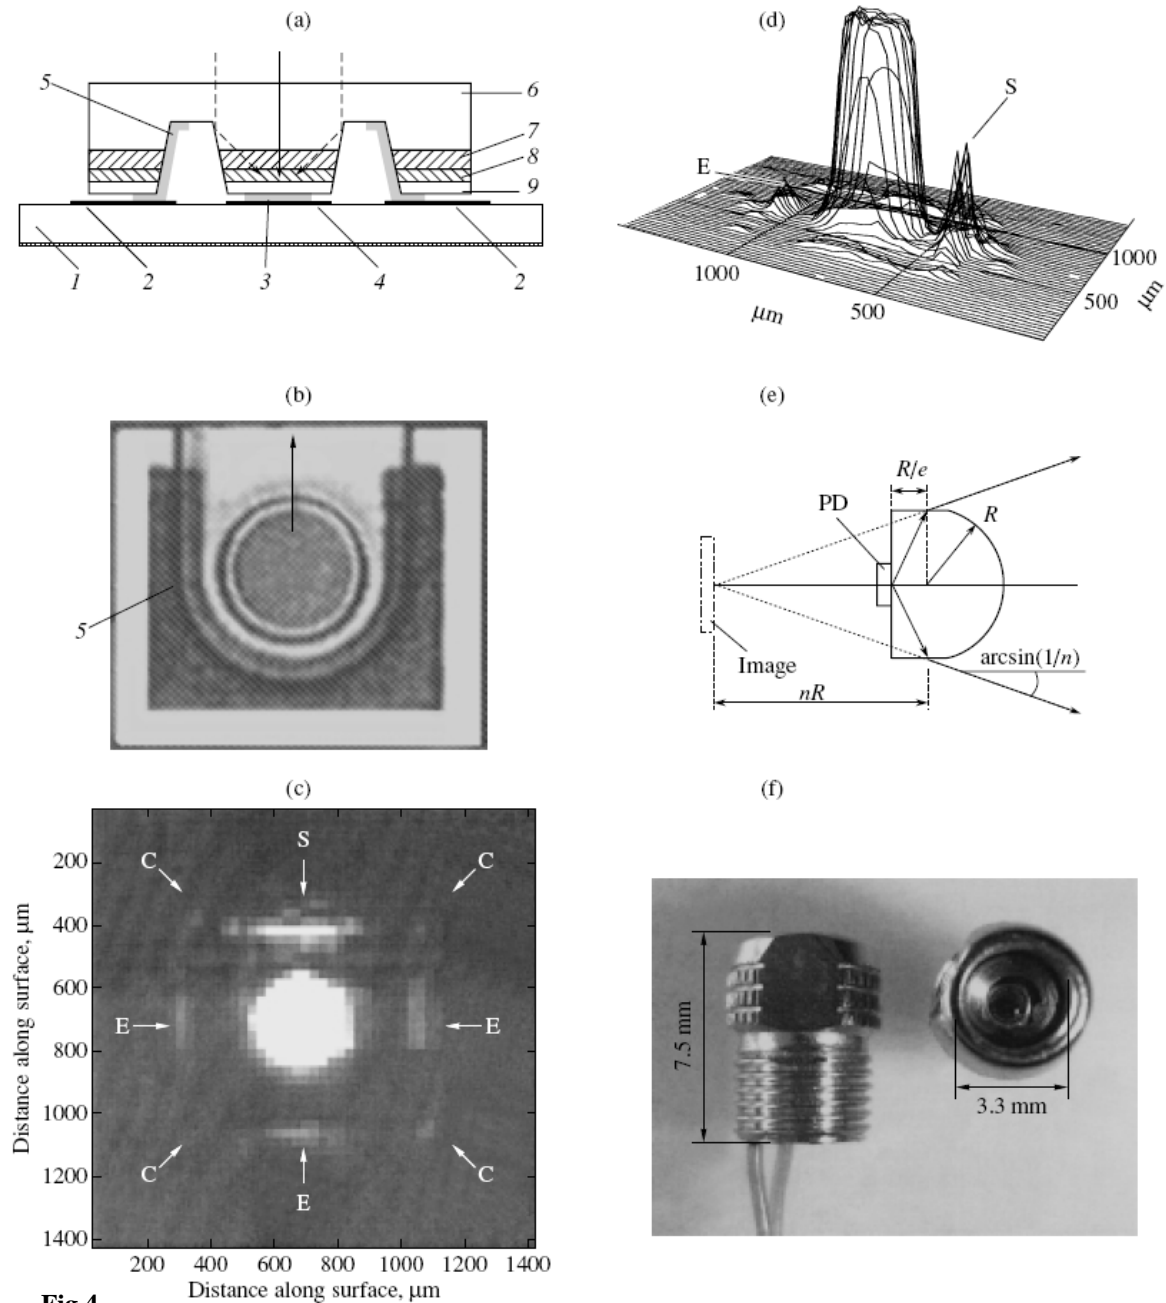 (a)
5
6
7
8
9
1
2
3
4
2
(b)
5
(c)
Distance along surface, μm
200
400
600
800
1000
1200
1400
S
C
C
E
E
C
C
E
200 400 600 800 1000 1200 1400
Distance along surface, μm
Fig 4
(d)
S
E
1000
500
μm
1000
500
μm
(e)
R/e
PD
R
Image
arcsin(1/n)
nR
(f)
7.5 mm
3.3 mm